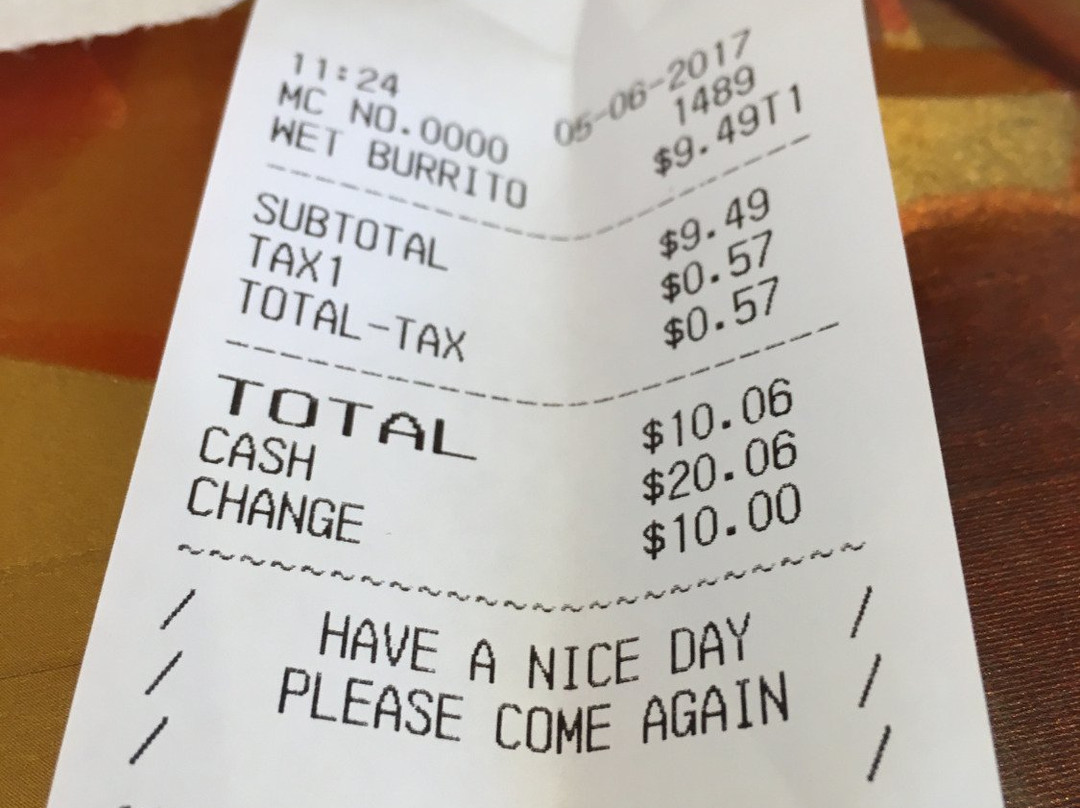 11:24 05-06-2017
MC NO.0000 1489
WET BURRITO $9.49T1
--------------------------------
SUBTOTAL $9.49
TAX1 $0.57
TOTAL-TAX $0.57
--------------------------------
TOTAL $10.06
CASH $20.06
CHANGE $10.00
~~~~~~~~~~~~~~~~~~~~~~~~~~~~~~~~
/ HAVE A NICE DAY /
/ PLEASE COME AGAIN /
/ /